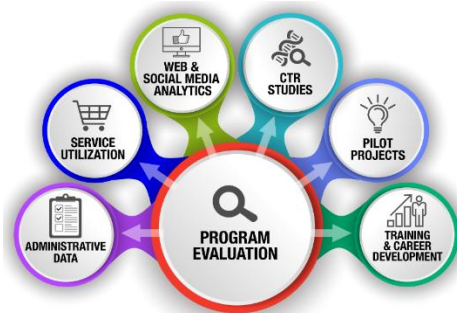 WEB &
SOCIAL MEDIA
ANALYTICS
CTR
STUDIES
SERVICE
UTILIZATION
PILOT
PROJECTS
ADMINISTRATIVE
DATA
PROGRAM
EVALUATION
TRAINING
& CAREER
DEVELOPMENT